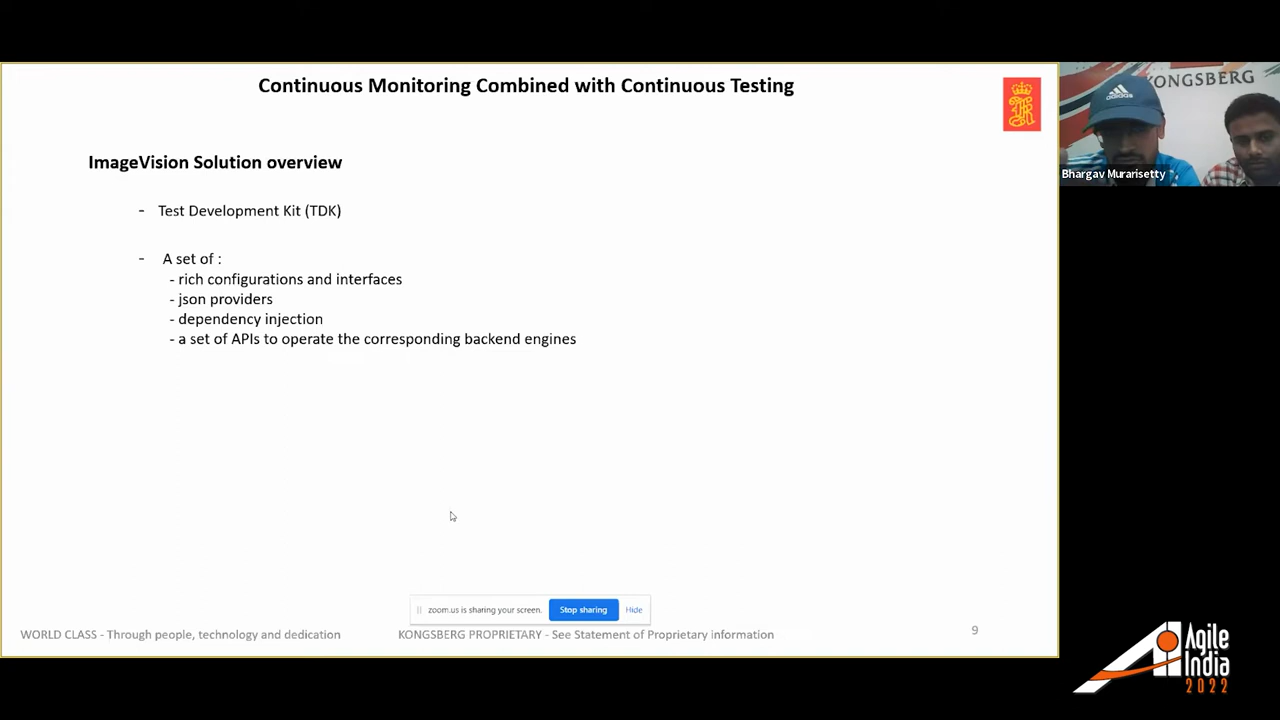 Continuous Monitoring Combined with Continuous Testing
ImageVision Solution overview
- Test Development Kit (TDK)
- A set of :
- rich configurations and interfaces
- json providers
- dependency injection
- a set of APIs to operate the corresponding backend engines
zoom.us is sharing your screen. Stop sharing Hide
WORLD CLASS - Through people, technology and dedication KONGSBERG PROPRIETARY - See Statement of Proprietary information 9
KONGSBERG
adidas
Bhargav Murarisetty
Agile
India
2022